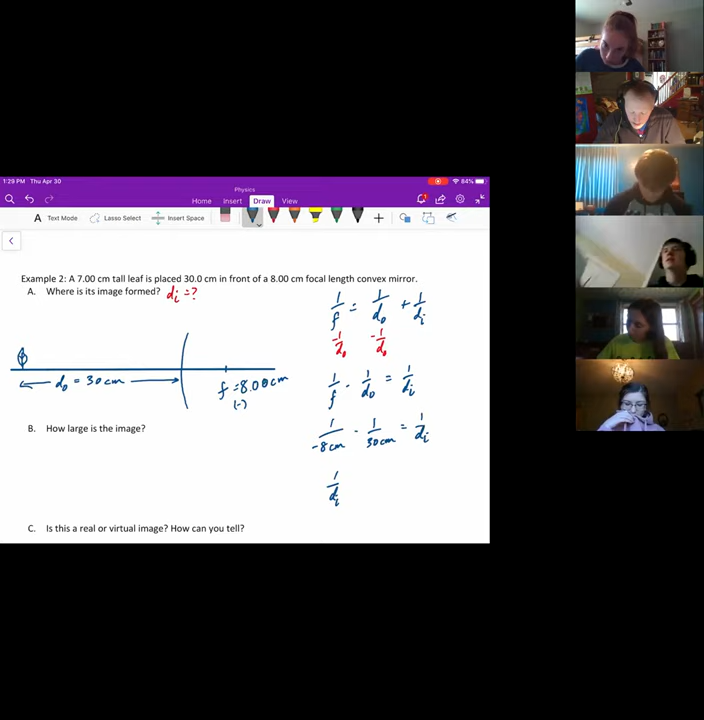 1:29 PM Thu Apr 30
84%
Physics
Home Insert Draw View
Text Mode Lasso Select Insert Space
Example 2: A 7.00 cm tall leaf is placed 30.0 cm in front of a 8.00 cm focal length convex mirror.
A. Where is its image formed? di = ?
1/f = 1/do + 1/di
-1/do -1/do
do = 30cm
f = 8.00cm
(-)
1/f - 1/do = 1/di
B. How large is the image?
1/-8cm - 1/30cm = 1/di
1/di
C. Is this a real or virtual image? How can you tell?